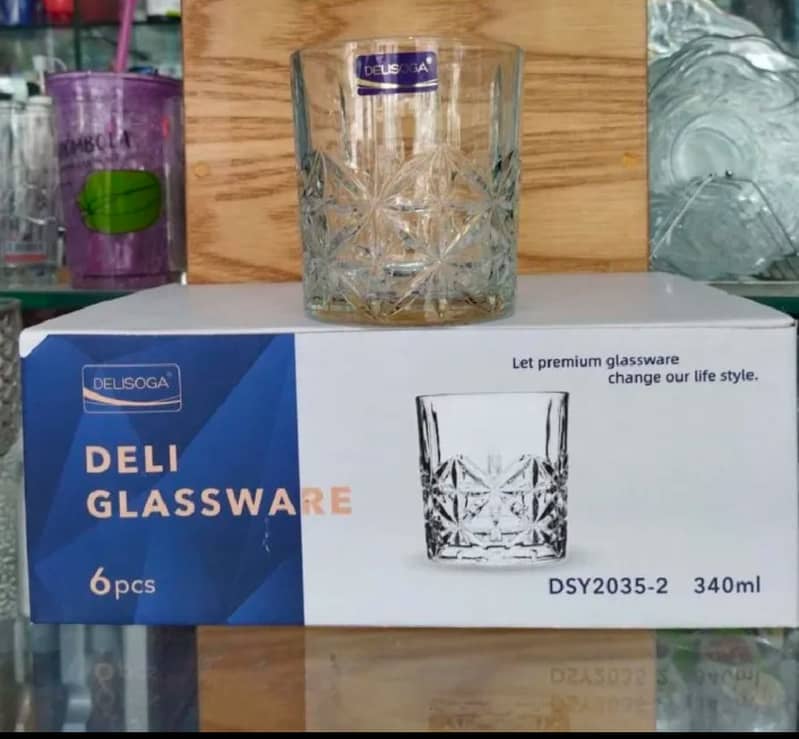 DELISOGA®
DELISOGA®
Let premium glassware
change our life style.
DELI
GLASSWARE
6pcs
DSY2035-2 340ml